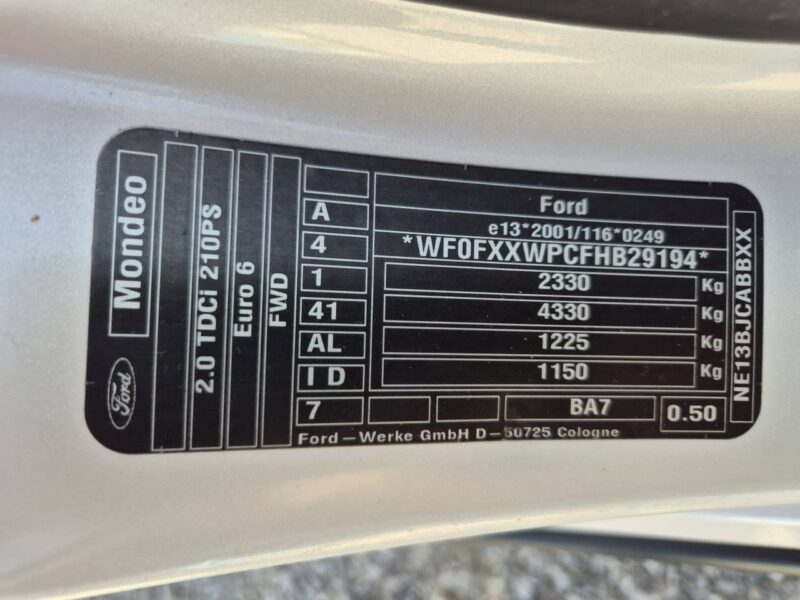 Mondeo
Ford
2.0 TDCi 210PS
Euro 6
FWD
A
4
1
41
AL
I D
7
Ford
e13*2001/116*0249
*WF0FXXWPCFHB29194*
2330 Kg
4330 Kg
1225 Kg
1150 Kg
BA7
0.50
Ford-Werke GmbH D-50725 Cologne
NE13BJCABBXX